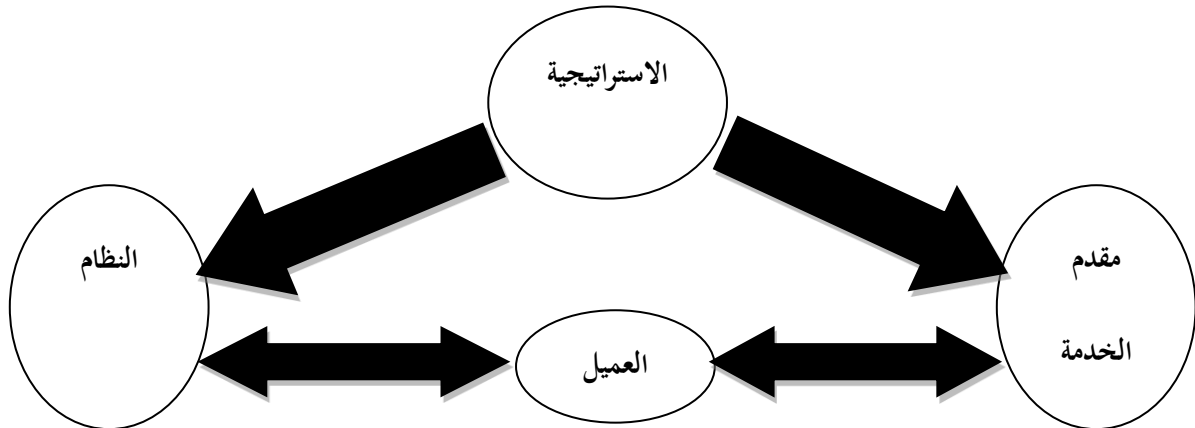 الاستراتيجية
مقدم
الخدمة
النظام
العميل